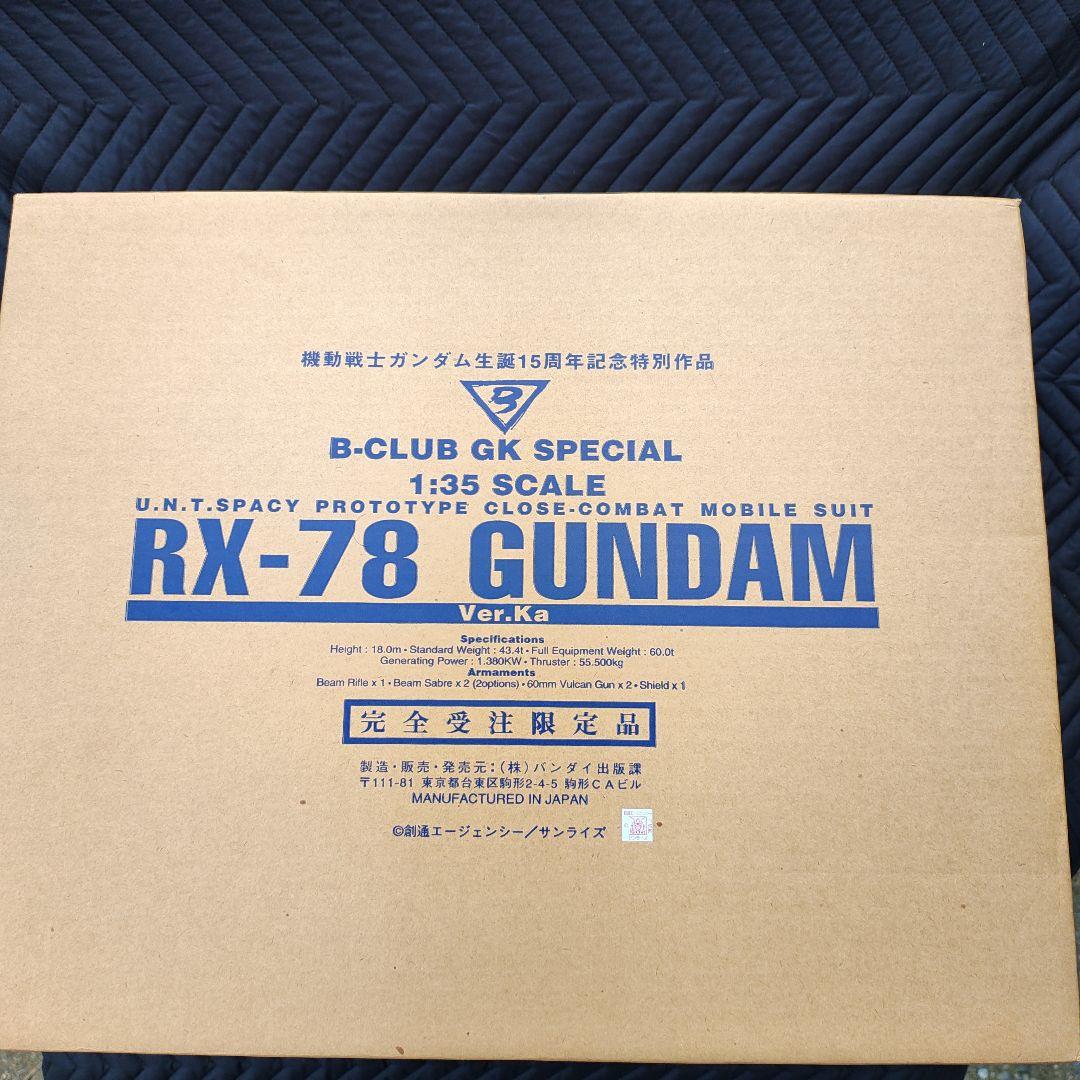 機動戦士ガンダム生誕15周年記念特別作品
B
B-CLUB GK SPECIAL
1:35 SCALE
U.N.T.SPACY PROTOTYPE CLOSE-COMBAT MOBILE SUIT
RX-78 GUNDAM
Ver.Ka
Specifications
Height : 18.0m・Standard Weight : 43.4t・Full Equipment Weight : 60.0t
Generating Power : 1.380KW・Thruster : 55.500kg
Armaments
Beam Rifle x 1・Beam Sabre x 2 (2options)・60mm Vulcan Gun x 2・Shield x 1
完全受注限定品
製造・販売・発売元:(株)バンダイ出版課
〒111-81 東京都台東区駒形2-4-5 駒形CAビル
MANUFACTURED IN JAPAN
©創通エージェンシー/サンライズ